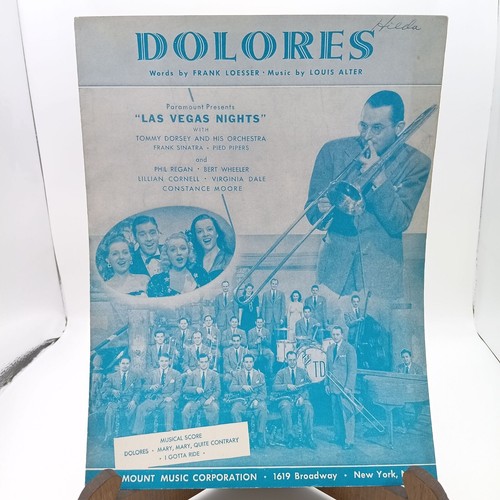 Hilda
DOLORES
Words by FRANK LOESSER • Music by LOUIS ALTER
Paramount Presents
"LAS VEGAS NIGHTS"
WITH
TOMMY DORSEY AND HIS ORCHESTRA
FRANK SINATRA • PIED PIPERS
and
PHIL REGAN • BERT WHEELER
LILLIAN CORNELL • VIRGINIA DALE
CONSTANCE MOORE
TD
MUSICAL SCORE
DOLORES • MARY, MARY, QUITE CONTRARY
• I GOTTA RIDE •
MOUNT MUSIC CORPORATION • 1619 Broadway • New York, N